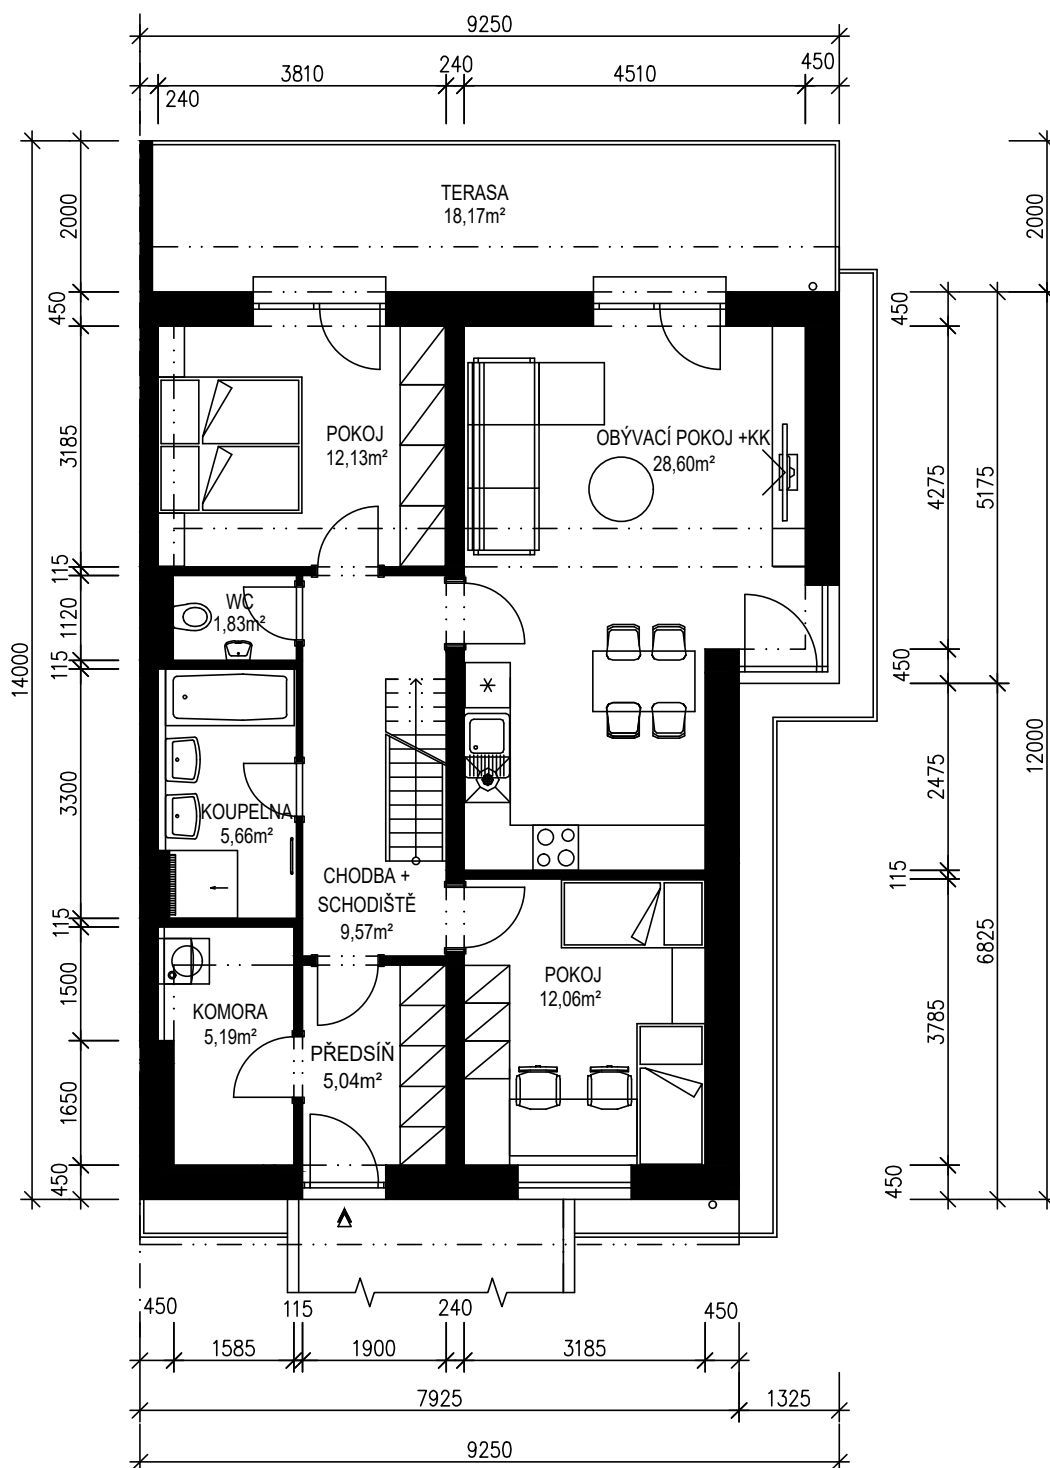 9250
3810
240
4510
450
240
TERASA
18,17m²
2000
450
3185
115
1120
115
3300
115
1500
1650
450
14000
2000
12000
450
4275
5175
450
2475
115
6825
3785
450
POKOJ
12,13m²
OBÝVACÍ POKOJ +KK
28,60m²
WC
1,83m²
KOUPELNA
5,66m²
CHODBA +
SCHODIŠTĚ
9,57m²
KOMORA
5,19m²
PŘEDSÍŇ
5,04m²
POKOJ
12,06m²
450
115
240
450
1585
1900
3185
7925
1325
9250